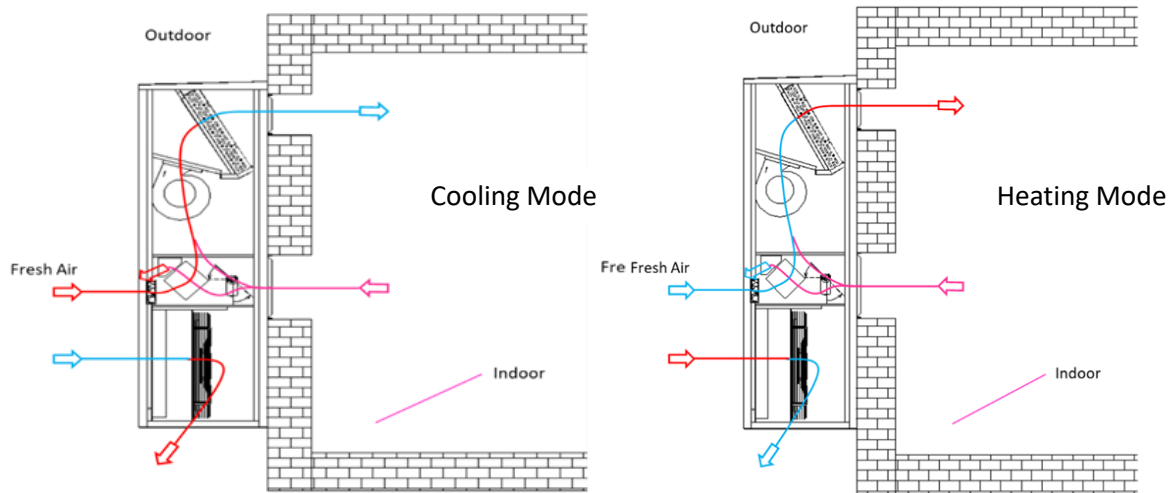 Outdoor
Cooling Mode
Fresh Air
Indoor
Outdoor
Heating Mode
Fre Fresh Air
Indoor